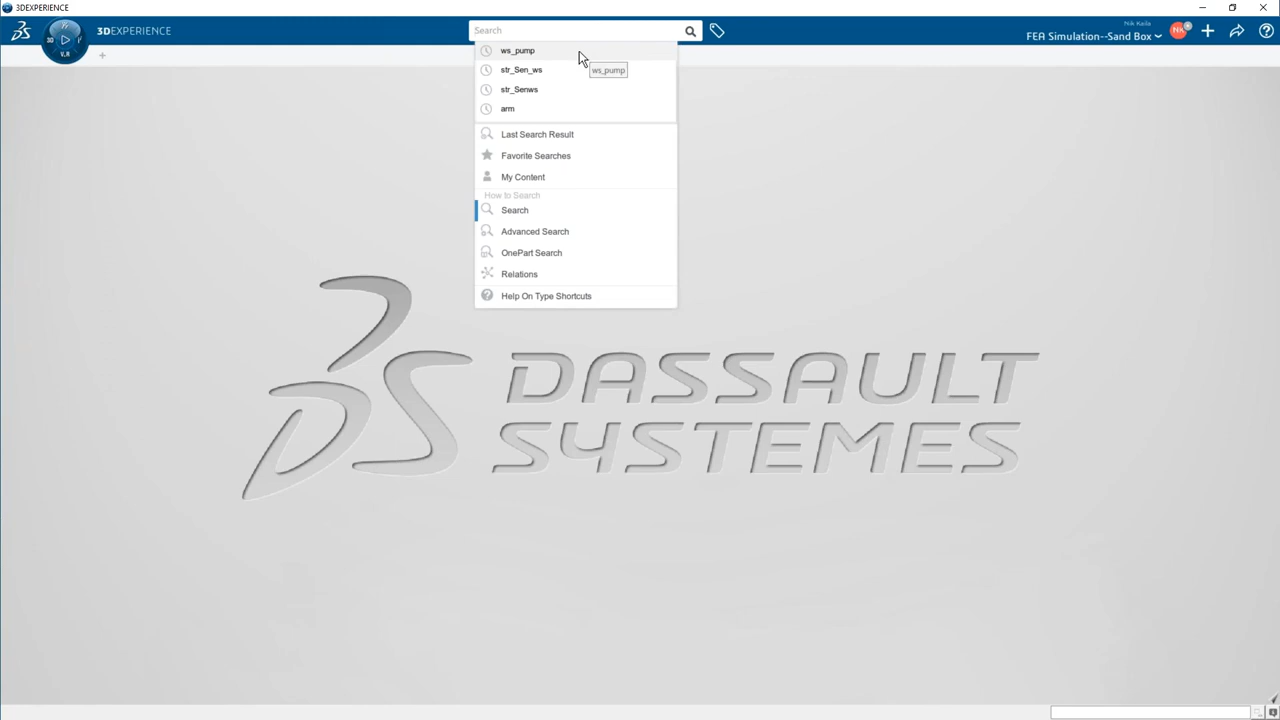 3DEXPERIENCE
3DEXPERIENCE
Search
Nik Kaila
FEA Simulation--Sand Box
NK
3D
V.R
ws_pump
ws_pump
str_Sen_ws
str_Senws
arm
Last Search Result
Favorite Searches
My Content
How to Search
Search
Advanced Search
OnePart Search
Relations
Help On Type Shortcuts
DASSAULT
SYSTEMES